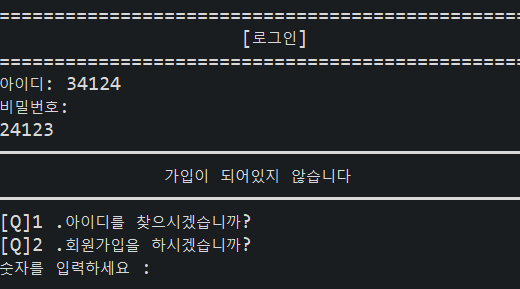 [로그인]
아이디: 34124
비밀번호:
24123
가입이 되어있지 않습니다
[Q]1 .아이디를 찾으시겠습니까?
[Q]2 .회원가입을 하시겠습니까?
숫자를 입력하세요 :